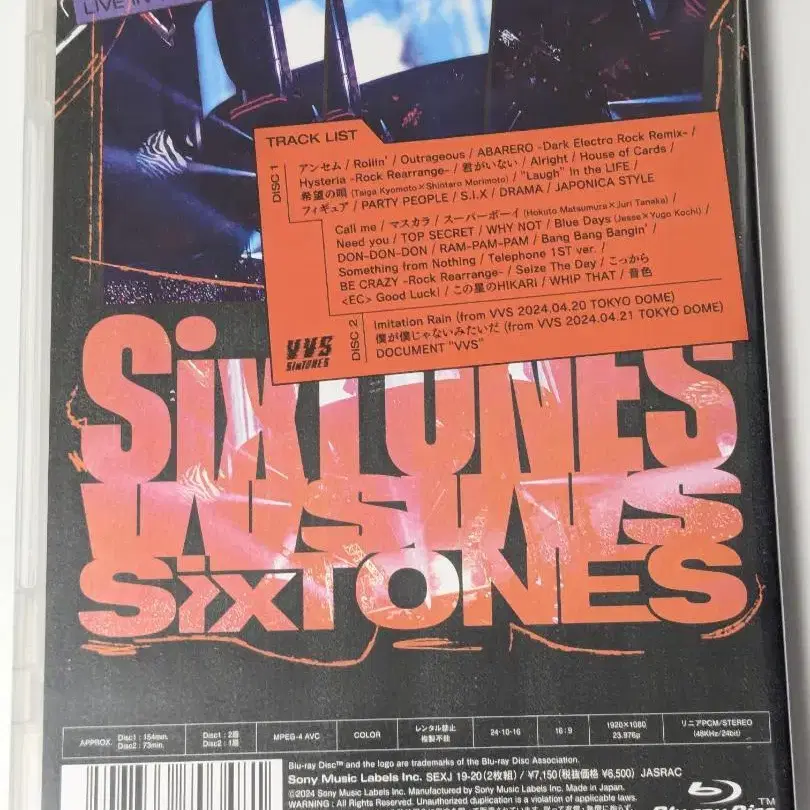 LIVE IN
TRACK LIST
DISC 1
アンセム / Rollin' / Outrageous / ABARERO -Dark Electro Rock Remix- /
Hysteria -Rock Rearrange- / 君がいない / Alright / House of Cards /
希望の唄 (Taiga Kyomoto×Shintaro Morimoto) / "Laugh" In the LIFE /
フィギュア / PARTY PEOPLE / S.I.X / DRAMA / JAPONICA STYLE
Call me / マスカラ / スーパーボーイ (Hokuto Matsumura×Juri Tanaka) /
Need you / TOP SECRET / WHY NOT / Blue Days (Jesse×Yugo Kochi) /
DON-DON-DON / RAM-PAM-PAM / Bang Bang Bangin' /
Something from Nothing / Telephone 1ST ver. /
BE CRAZY -Rock Rearrange- / Seize The Day / こっから
<EC> Good Luck! / この星のHIKARI / WHIP THAT / 音色
DISC 2
Imitation Rain (from VVS 2024.04.20 TOKYO DOME)
僕が僕じゃないみたいだ (from VVS 2024.04.21 TOKYO DOME)
DOCUMENT "VVS"
VVS
SixTONES
SixTONES
SixTONES
APPROX. Disc1 : 154min. Disc1 : 2層 MPEG-4 AVC COLOR レンタル禁止 24-10-16 16:9 1920×1080 リニアPCM/STEREO
Disc2 : 73min. Disc2 : 1層 複製不能 23.976p (48KHz/24bit)
Blu-ray Disc™ and the logo are trademarks of the Blu-ray Disc Association.
Sony Music Labels Inc. SEXJ 19-20(2枚組) / ¥7,150(税抜価格 ¥6,500) JASRAC
©2024 Sony Music Labels Inc. Manufactured by Sony Music Labels Inc. Made in Japan.
WARNING: All Rights Reserved. Unauthorized duplication is a violation of applicable laws.